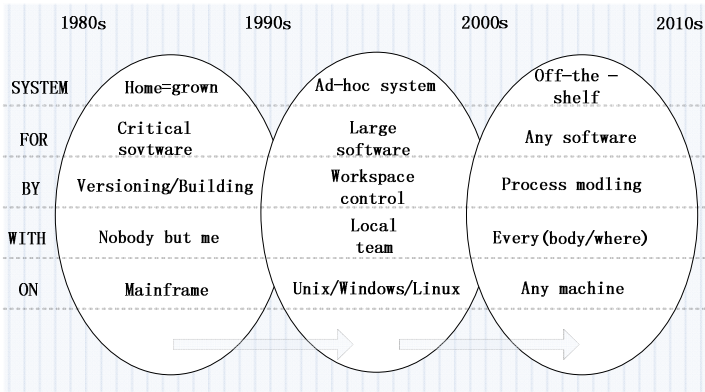 1980s 1990s 2000s 2010s
SYSTEM Home=grown Ad-hoc system Off-the -
shelf
FOR Critical
sovtware Large
software Any software
BY Versioning/Building Workspace
control Process modling
WITH Nobody but me Local
team Every(body/where)
ON Mainframe Unix/Windows/Linux Any machine